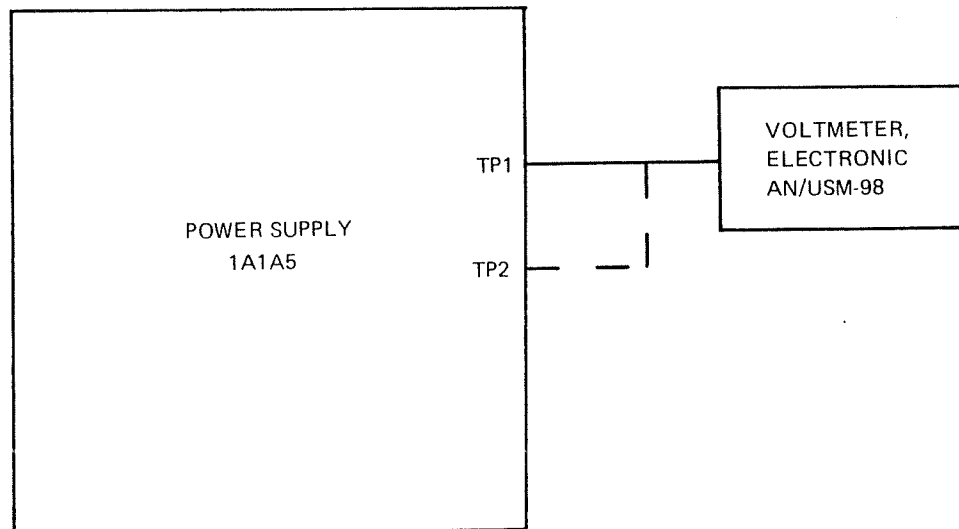 POWER SUPPLY
1A1A5
TP1
TP2
VOLTMETER,
ELECTRONIC
AN/USM-98